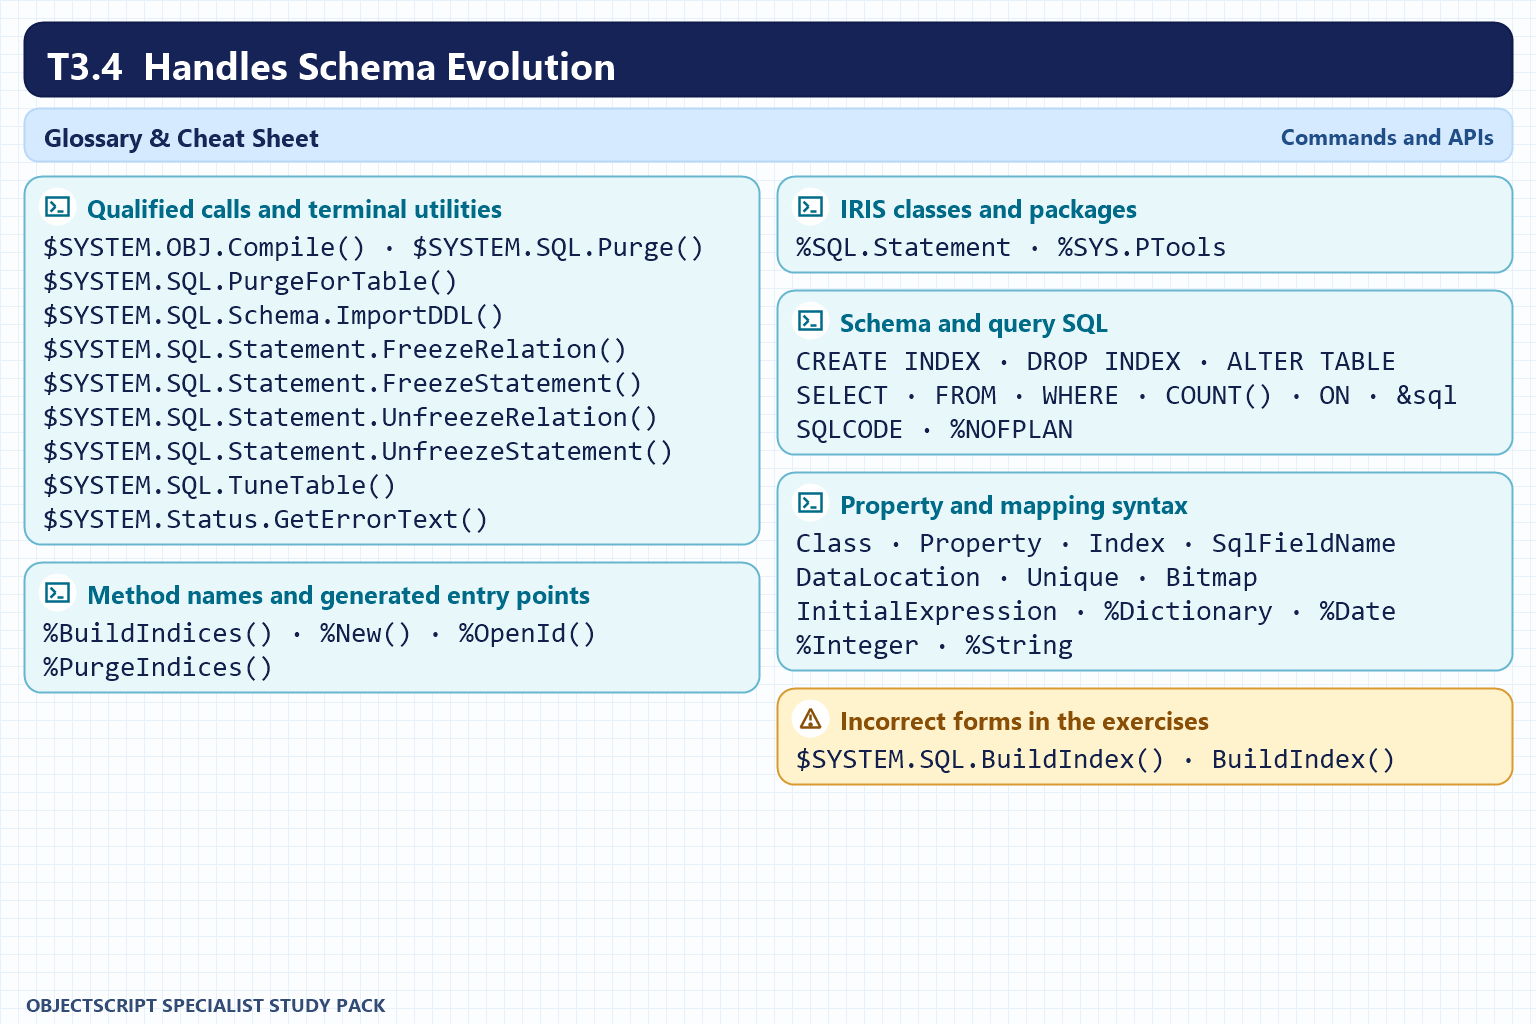 T3.4 Handles Schema Evolution
Glossary & Cheat Sheet
Commands and APIs
Qualified calls and terminal utilities
$SYSTEM.OBJ.Compile() · $SYSTEM.SQL.Purge()
$SYSTEM.SQL.PurgeForTable()
$SYSTEM.SQL.Schema.ImportDDL()
$SYSTEM.SQL.Statement.FreezeRelation()
$SYSTEM.SQL.Statement.FreezeStatement()
$SYSTEM.SQL.Statement.UnfreezeRelation()
$SYSTEM.SQL.Statement.UnfreezeStatement()
$SYSTEM.SQL.TuneTable()
$SYSTEM.Status.GetErrorText()
Method names and generated entry points
%BuildIndices() · %New() · %OpenId()
%PurgeIndices()
IRIS classes and packages
%SQL.Statement · %SYS.PTools
Schema and query SQL
CREATE INDEX · DROP INDEX · ALTER TABLE
SELECT · FROM · WHERE · COUNT() · ON · &sql
SQLCODE · %NOFPLAN
Property and mapping syntax
Class · Property · Index · SqlFieldName
DataLocation · Unique · Bitmap
InitialExpression · %Dictionary · %Date
%Integer · %String
Incorrect forms in the exercises
$SYSTEM.SQL.BuildIndex() · BuildIndex()
OBJECTSCRIPT SPECIALIST STUDY PACK